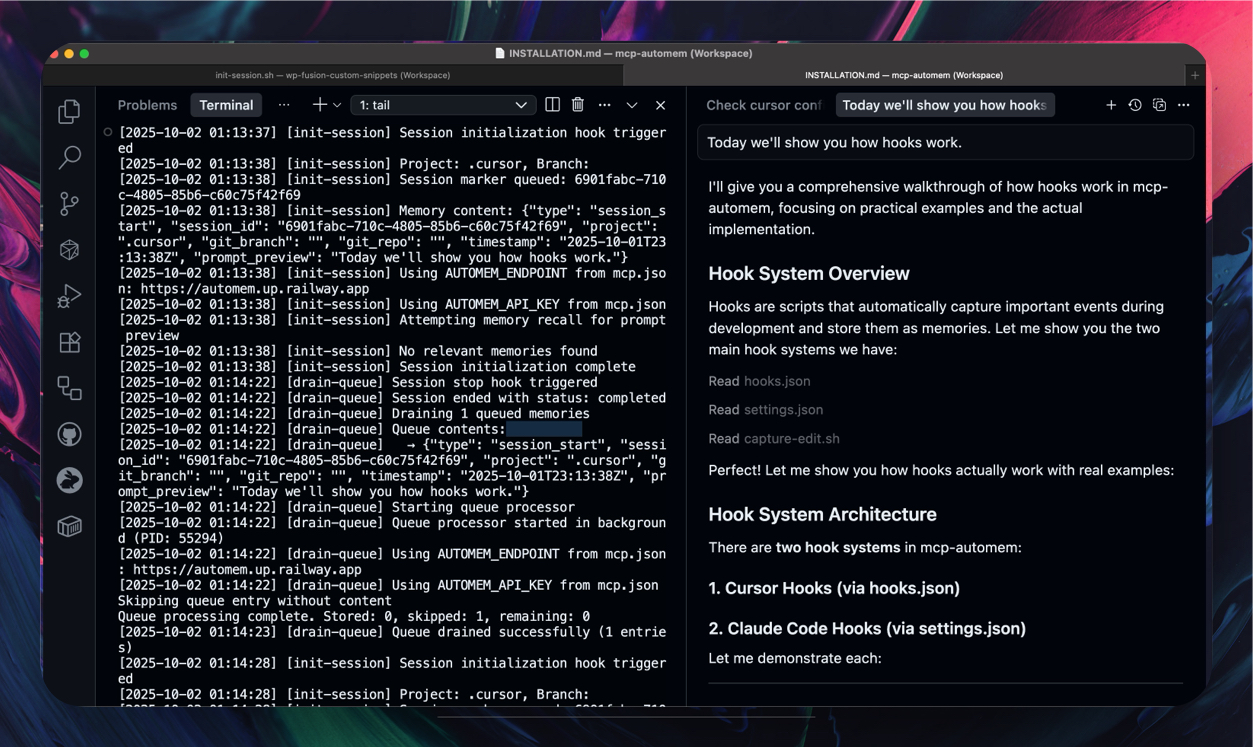 INSTALLATION.md — mcp-automem (Workspace)
init-session.sh — wp-fusion-custom-snippets (Workspace)
INSTALLATION.md — mcp-automem (Workspace)
Problems
Terminal
1: tail
[2025-10-02 01:13:37] [init-session] Session initialization hook trigger
ed
[2025-10-02 01:13:38] [init-session] Project: .cursor, Branch:
[2025-10-02 01:13:38] [init-session] Session marker queued: 6901fabc-710
c-4805-85b6-c60c75f42f69
[2025-10-02 01:13:38] [init-session] Memory content: {"type": "session_s
tart", "session_id": "6901fabc-710c-4805-85b6-c60c75f42f69", "project":
".cursor", "git_branch": "", "git_repo": "", "timestamp": "2025-10-01T23
:13:38Z", "prompt_preview": "Today we'll show you how hooks work."}
[2025-10-02 01:13:38] [init-session] Using AUTOMEM_ENDPOINT from mcp.jso
n: https://automem.up.railway.app
[2025-10-02 01:13:38] [init-session] Using AUTOMEM_API_KEY from mcp.json
[2025-10-02 01:13:38] [init-session] Attempting memory recall for prompt
preview
[2025-10-02 01:13:38] [init-session] No relevant memories found
[2025-10-02 01:13:38] [init-session] Session initialization complete
[2025-10-02 01:14:22] [drain-queue] Session stop hook triggered
[2025-10-02 01:14:22] [drain-queue] Session ended with status: completed
[2025-10-02 01:14:22] [drain-queue] Draining 1 queued memories
[2025-10-02 01:14:22] [drain-queue] Queue contents:
[2025-10-02 01:14:22] [drain-queue]   → {"type": "session_start", "sessi
on_id": "6901fabc-710c-4805-85b6-c60c75f42f69", "project": ".cursor", "g
it_branch": "", "git_repo": "", "timestamp": "2025-10-01T23:13:38Z", "pr
ompt_preview": "Today we'll show you how hooks work."}
[2025-10-02 01:14:22] [drain-queue] Starting queue processor
[2025-10-02 01:14:22] [drain-queue] Queue processor started in backgroun
d (PID: 55294)
[2025-10-02 01:14:22] [drain-queue] Using AUTOMEM_ENDPOINT from mcp.json
: https://automem.up.railway.app
[2025-10-02 01:14:22] [drain-queue] Using AUTOMEM_API_KEY from mcp.json
Skipping queue entry without content
Queue processing complete. Stored: 0, skipped: 1, remaining: 0
[2025-10-02 01:14:23] [drain-queue] Queue drained successfully (1 entrie
s)
[2025-10-02 01:14:28] [init-session] Session initialization hook trigger
ed
[2025-10-02 01:14:28] [init-session] Project: .cursor, Branch:
Check cursor conf
Today we'll show you how hooks
Today we'll show you how hooks work.
I'll give you a comprehensive walkthrough of how hooks work in mcp-
automem, focusing on practical examples and the actual
implementation.
Hook System Overview
Hooks are scripts that automatically capture important events during
development and store them as memories. Let me show you the two
main hook systems we have:
Read hooks.json
Read settings.json
Read capture-edit.sh
Perfect! Let me show you how hooks actually work with real examples:
Hook System Architecture
There are two hook systems in mcp-automem:
1. Cursor Hooks (via hooks.json)
2. Claude Code Hooks (via settings.json)
Let me demonstrate each: